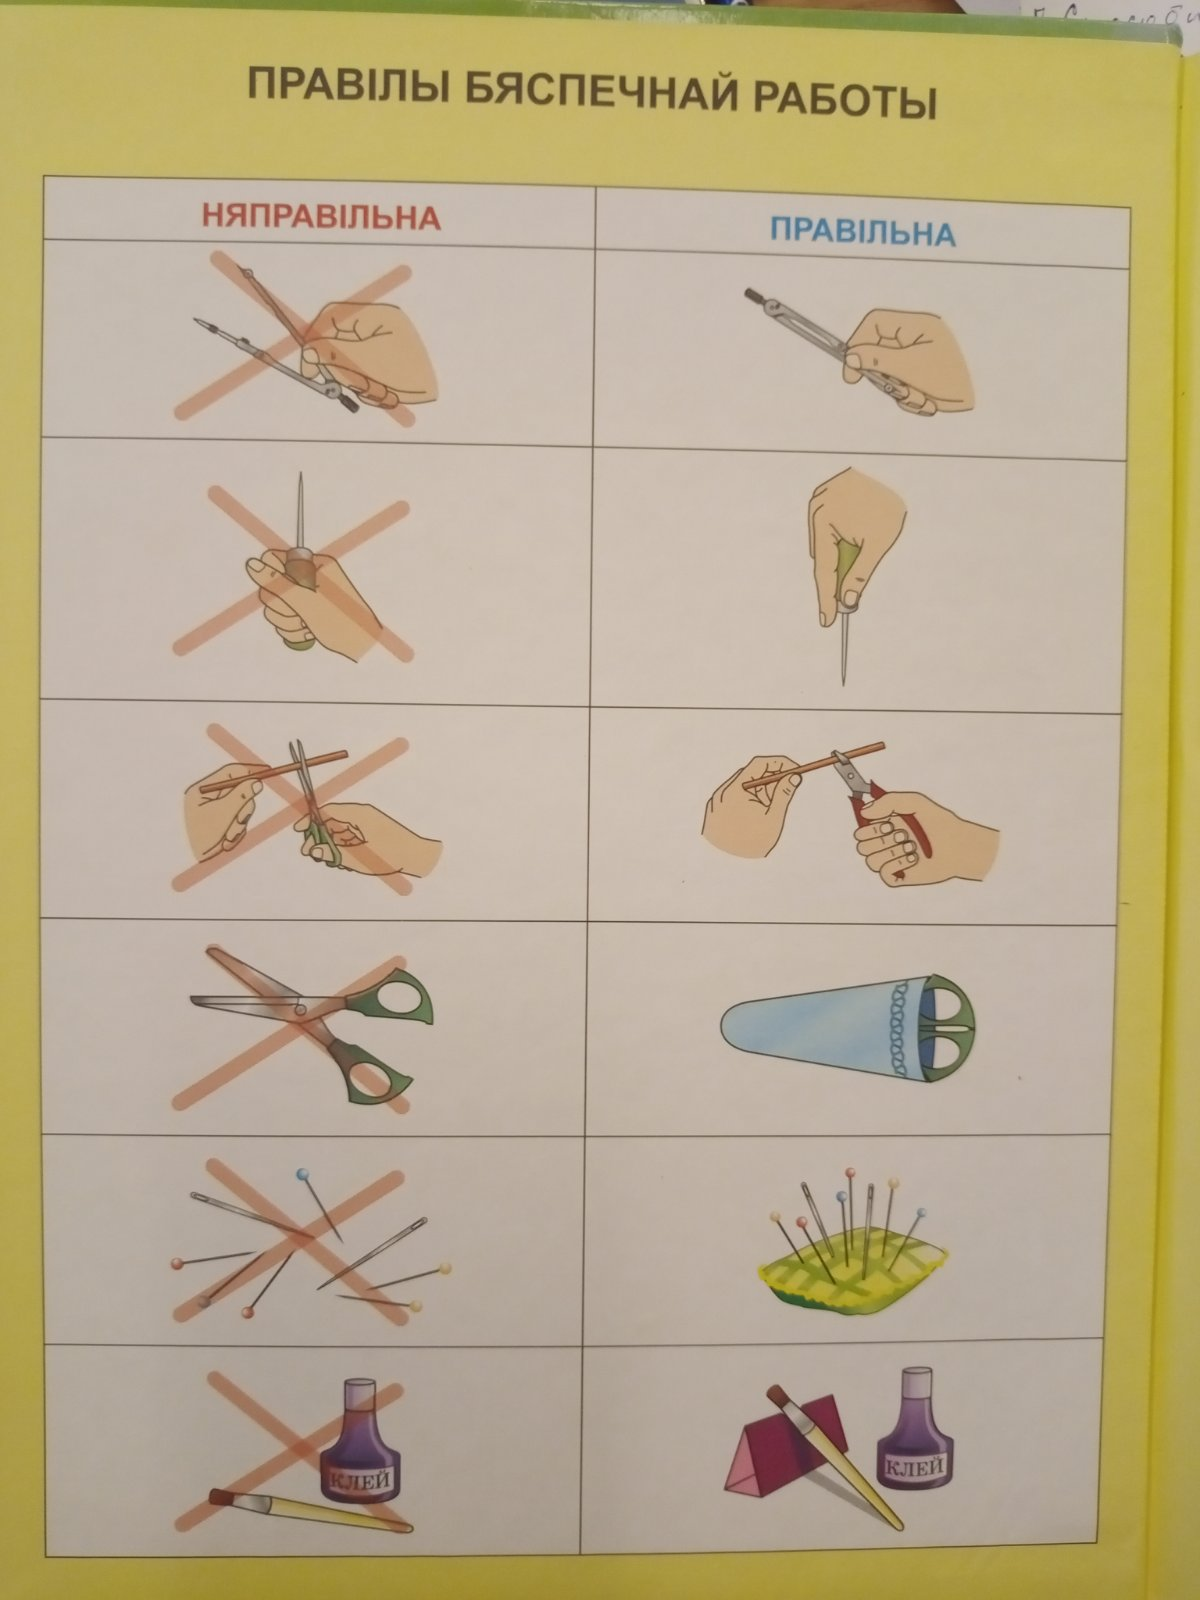 ПРАВІЛЫ БЯСПЕЧНАЙ РАБОТЫ
НЯПРАВІЛЬНА
ПРАВІЛЬНА
КЛЕЙ
КЛЕЙ